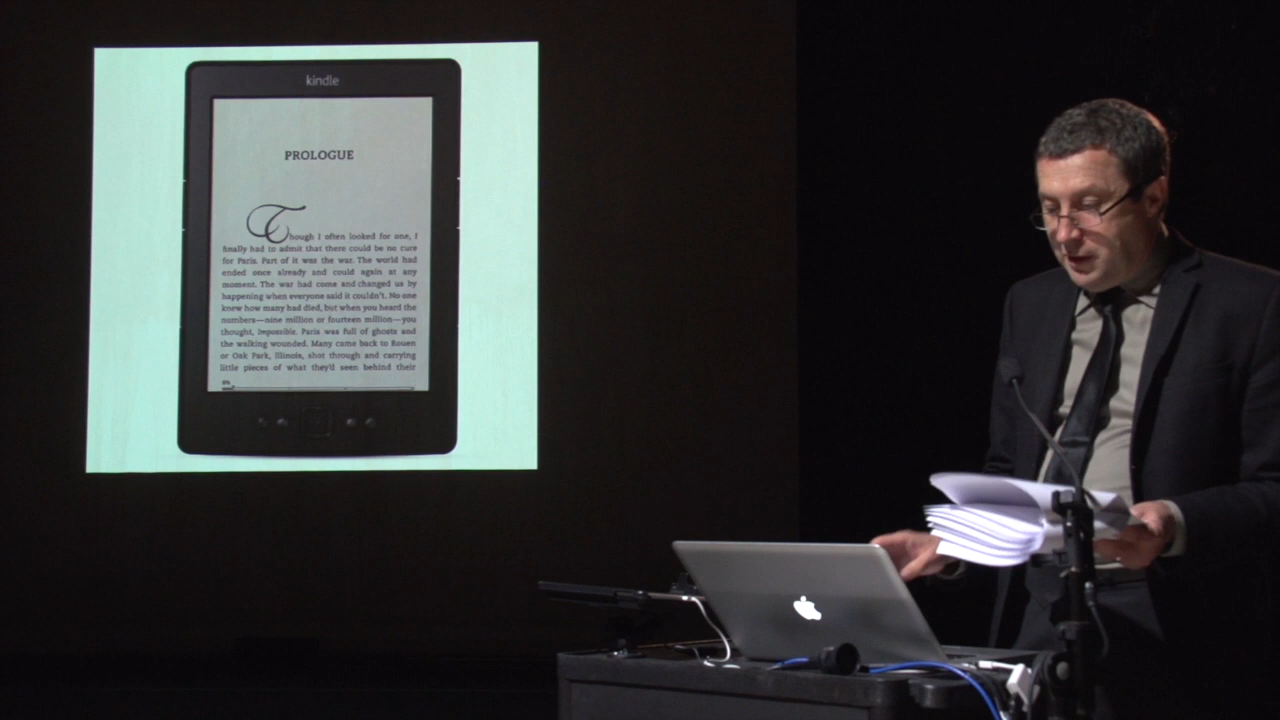 kindle
PROLOGUE
Though I often looked for one, I
finally had to admit that there could be no cure
for Paris. Part of it was the war. The world had
ended once already and could again at any
moment. The war had come and changed us by
happening when everyone said it couldn't. No one
knew how many had died, but when you heard the
numbers—nine million or fourteen million—you
thought, Impossible. Paris was full of ghosts and
the walking wounded. Many came back to Rouen
or Oak Park, Illinois, shot through and carrying
little pieces of what they'd seen behind their